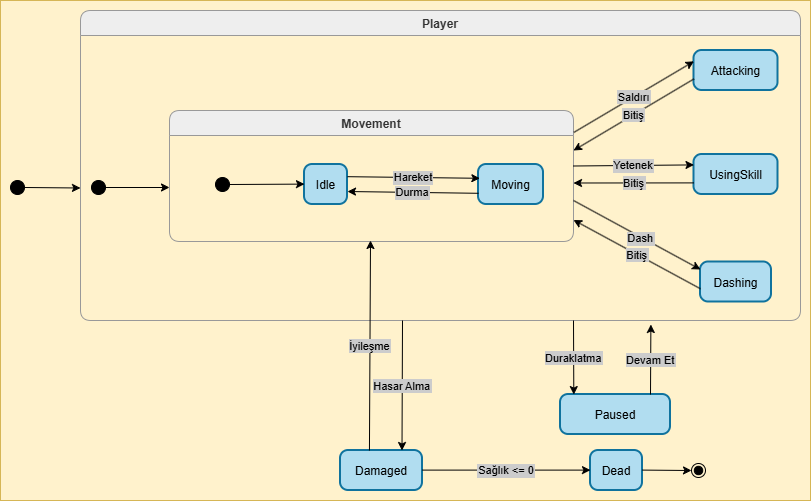 Player
Attacking
Saldırı
Bitiş
Movement
Idle
Hareket
Durma
Moving
Yetenek
Bitiş
UsingSkill
Dash
Bitiş
Dashing
İyileşme
Hasar Alma
Duraklatma
Devam Et
Paused
Damaged
Sağlık <= 0
Dead